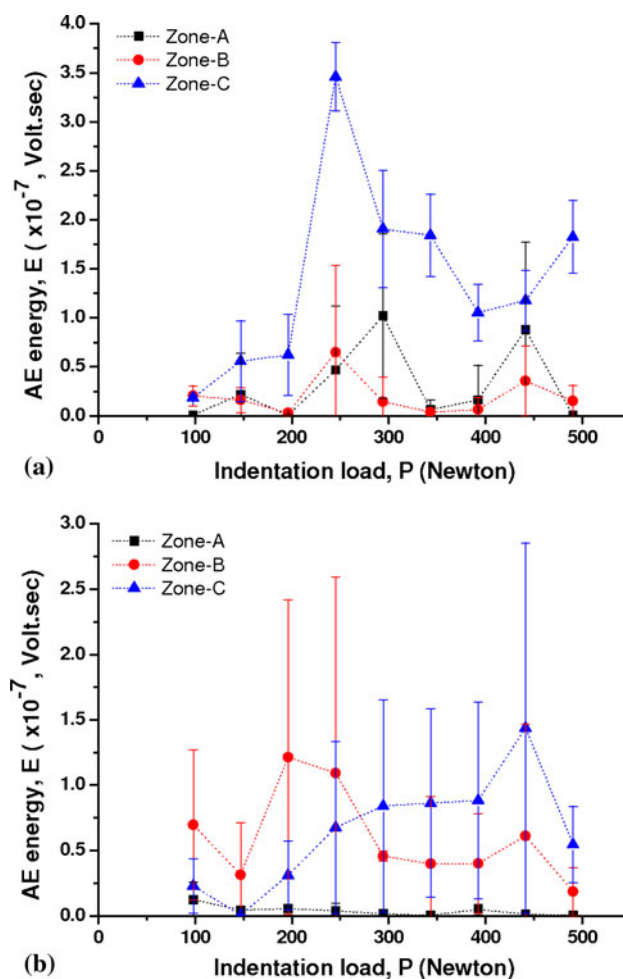 4.0
3.5
3.0
2.5
2.0
1.5
1.0
0.5
0.0
AE energy, E ( x10⁻⁷, Volt.sec)
Zone-A
Zone-B
Zone-C
0 100 200 300 400 500
(a) Indentation load, P (Newton)
3.0
2.5
2.0
1.5
1.0
0.5
0.0
AE energy, E ( x10⁻⁷, Volt.sec)
Zone-A
Zone-B
Zone-C
0 100 200 300 400 500
(b) Indentation load, P (Newton)